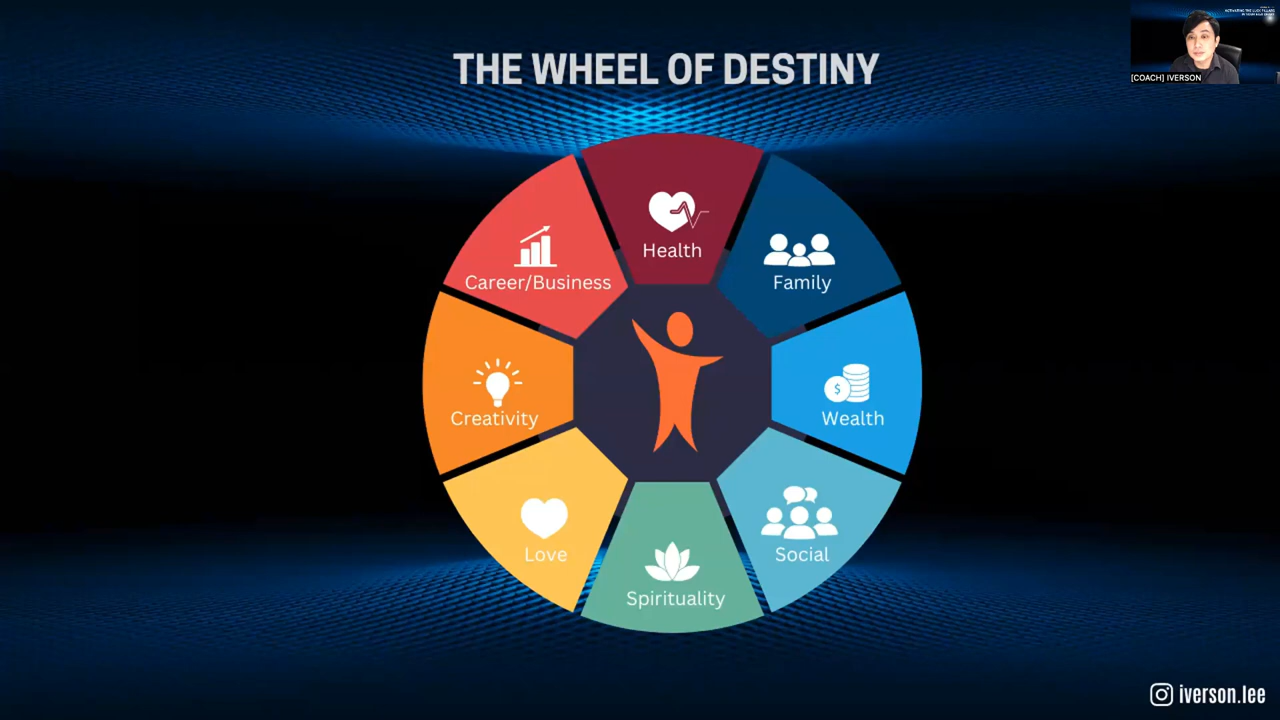 THE WHEEL OF DESTINY
[COACH] IVERSON
Health
Career/Business
Family
$
Creativity
Wealth
Love
Social
Spirituality
iverson.lee